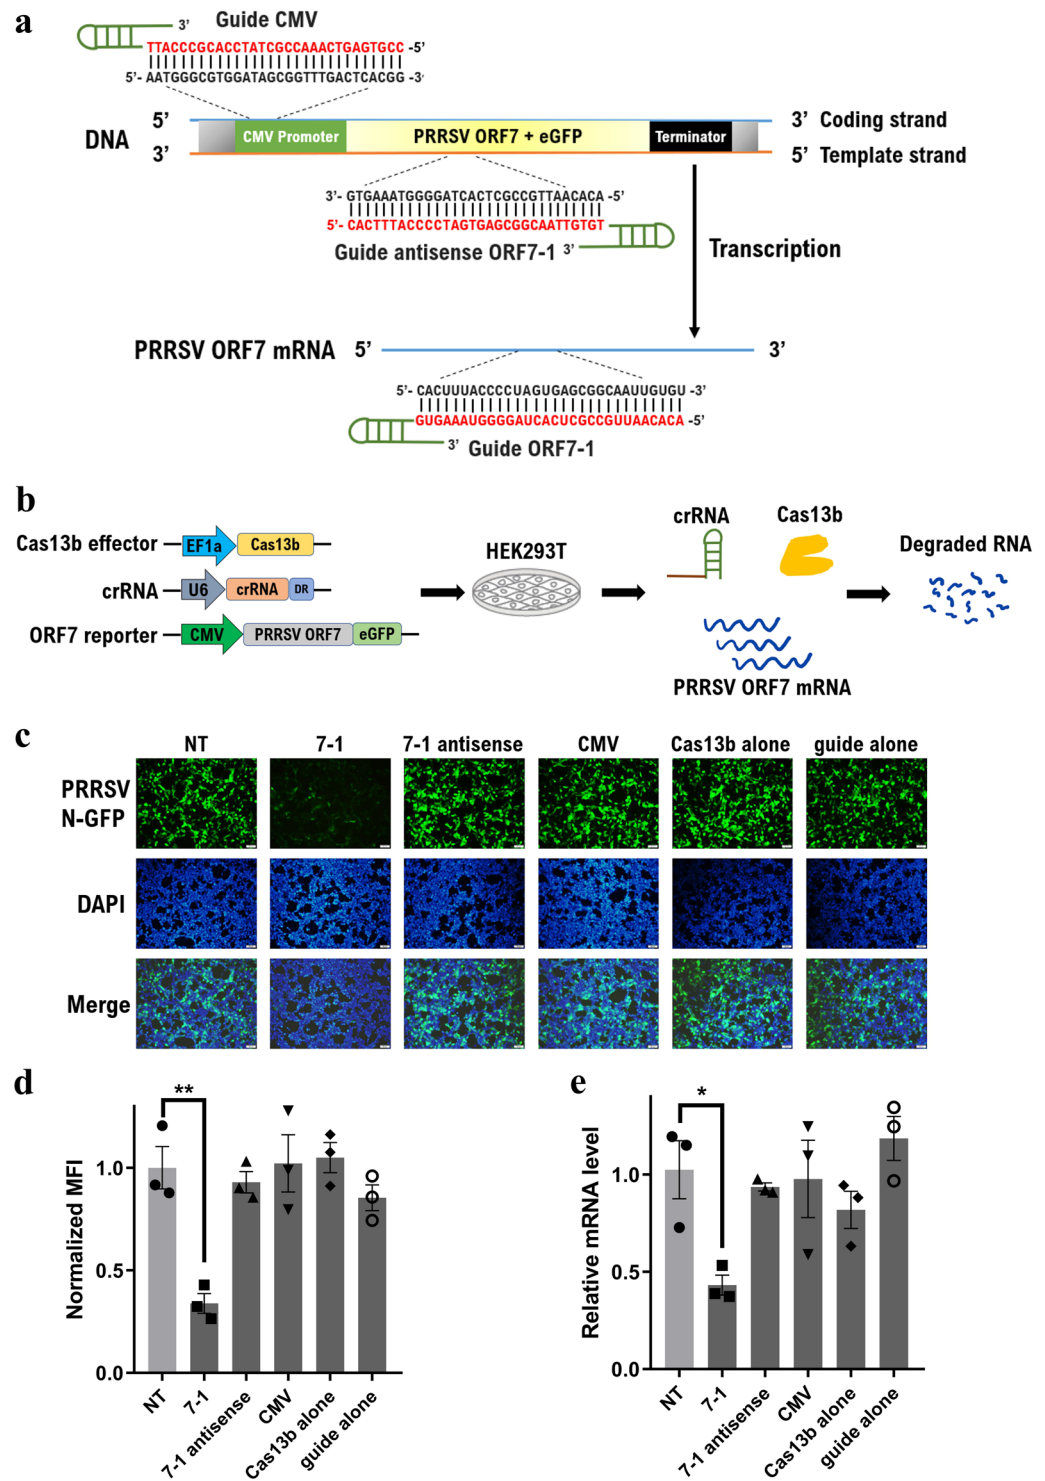 a
3’ Guide CMV
TTACCCGCACCTATCGCCAAACTGAGTGCC -5’
5’- AATGGGCGTGGATAGCGGTTTGACTCACGG -3’
DNA
5’ 3’ Coding strand
CMV Promoter PRRSV ORF7 + eGFP Terminator
3’ 5’ Template strand
3’- GTGAAATGGGGATCACTCGCCGTTAACACA -5’
5’- CACTTTACCCCTAGTGAGCGGCAATTGTGT
Guide antisense ORF7-1 3’
Transcription
PRRSV ORF7 mRNA 5’ 3’
5’- CACUUUACCCCUAGUGAGCGGCAAUUGUGU -3’
GUGAAAUGGGGAUCACUCGCCGUUAACACA -5’
3’ Guide ORF7-1
b
Cas13b effector EF1a Cas13b
crRNA U6 crRNA DR
ORF7 reporter CMV PRRSV ORF7 eGFP
HEK293T
crRNA Cas13b
PRRSV ORF7 mRNA
Degraded RNA
c
NT 7-1 7-1 antisense CMV Cas13b alone guide alone
PRRSV
N-GFP
DAPI
Merge
d
**
Normalized MFI
1.0
0.5
0.0
NT 7-1 7-1 antisense CMV Cas13b alone guide alone
e
*
Relative mRNA level
1.0
0.5
0.0
NT 7-1 7-1 antisense CMV Cas13b alone guide alone